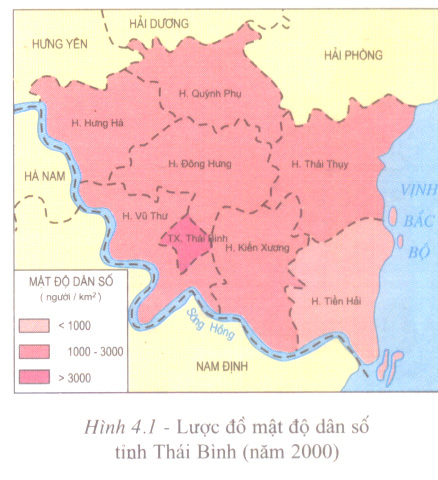 HẢI DƯƠNG
HƯNG YÊN
HẢI PHÒNG
H. Quỳnh Phụ
H. Hưng Hà
H. Đông Hưng
H. Thái Thụy
HÀ NAM
VỊNH
BẮC
BỘ
H. Vũ Thư
TX. Thái Bình
H. Kiến Xương
H. Tiền Hải
MẬT ĐỘ DÂN SỐ
( người / km²)
< 1000
1000 - 3000
> 3000
Sông Hồng
NAM ĐỊNH
Hình 4.1 - Lược đồ mật độ dân số
tỉnh Thái Bình (năm 2000)